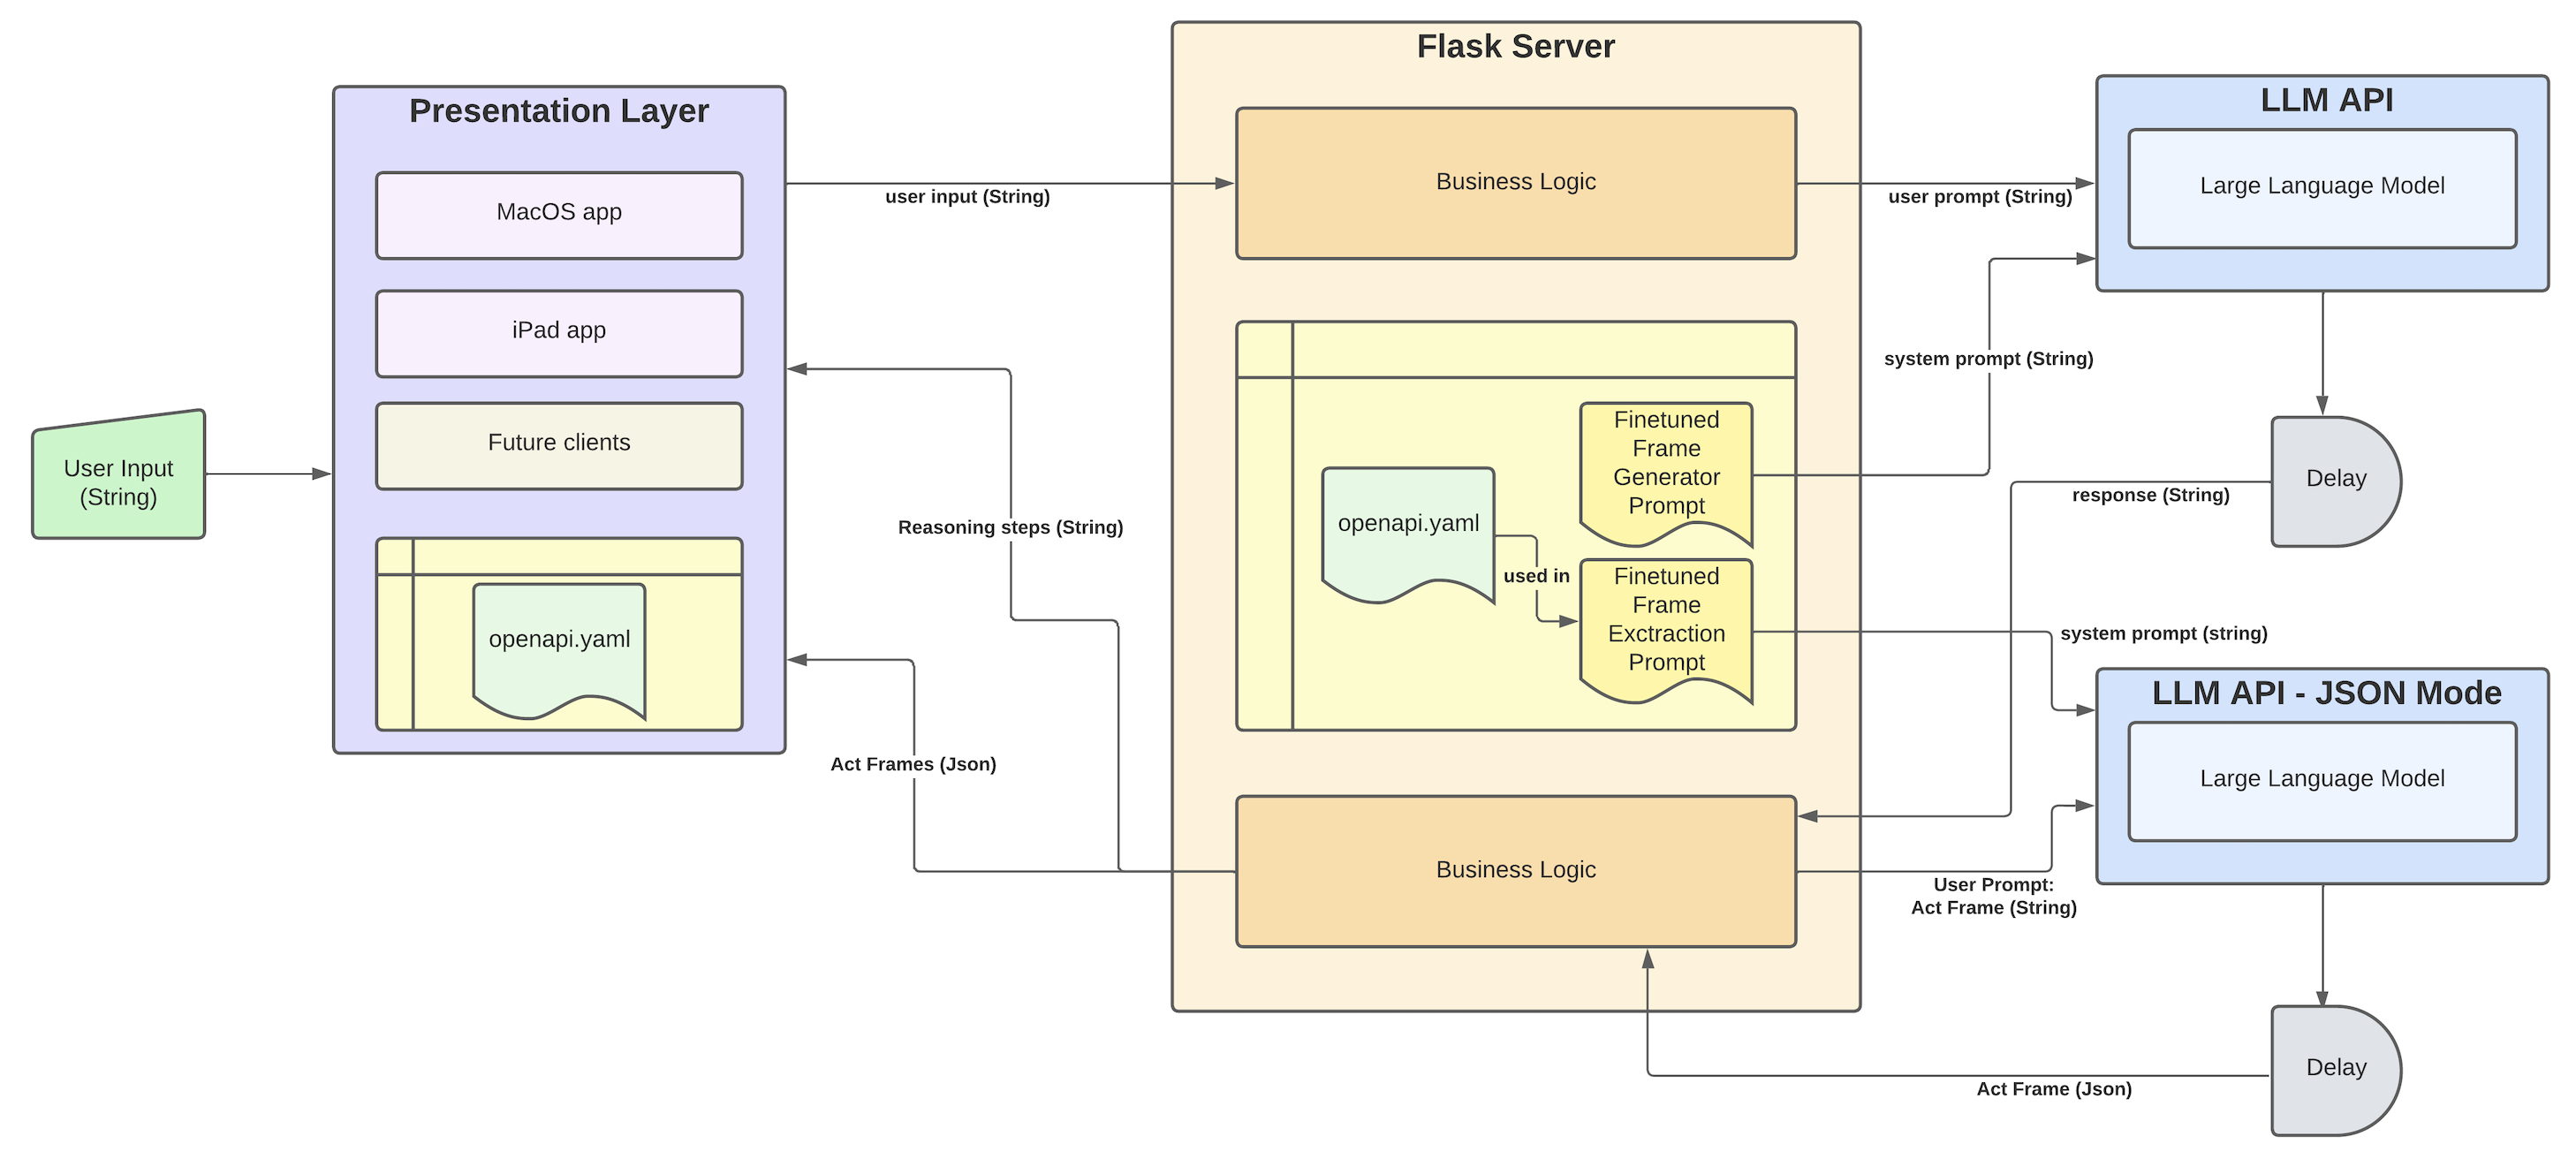 Flask Server
Presentation Layer
LLM API
MacOS app
Business Logic
Large Language Model
user input (String)
user prompt (String)
iPad app
system prompt (String)
Future clients
Finetuned
Frame
Generator
Prompt
User Input
(String)
Delay
response (String)
Reasoning steps (String)
openapi.yaml
used in
Finetuned
Frame
Exctraction
Prompt
openapi.yaml
system prompt (string)
LLM API - JSON Mode
Act Frames (Json)
Large Language Model
Business Logic
User Prompt:
Act Frame (String)
Delay
Act Frame (Json)